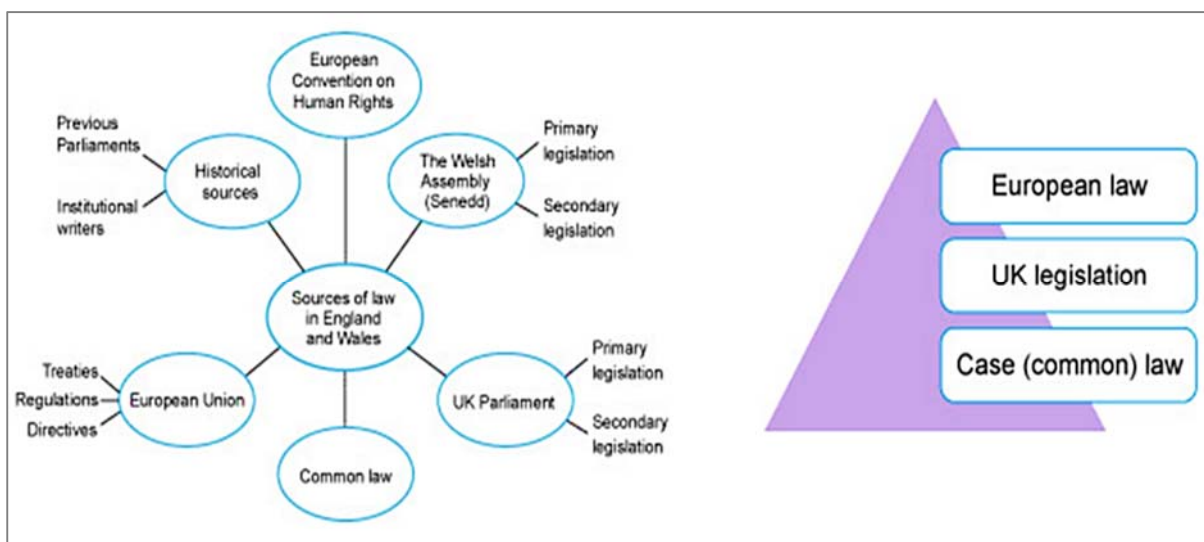 European
Convention on
Human Rights
Previous
Parliaments
Historical
sources
Institutional
writers
The Welsh
Assembly
(Senedd)
Primary
legislation
Secondary
legislation
Sources of law
in England
and Wales
Treaties
Regulations
Directives
European Union
Common law
UK Parliament
Primary
legislation
Secondary
legislation
European law
UK legislation
Case (common) law